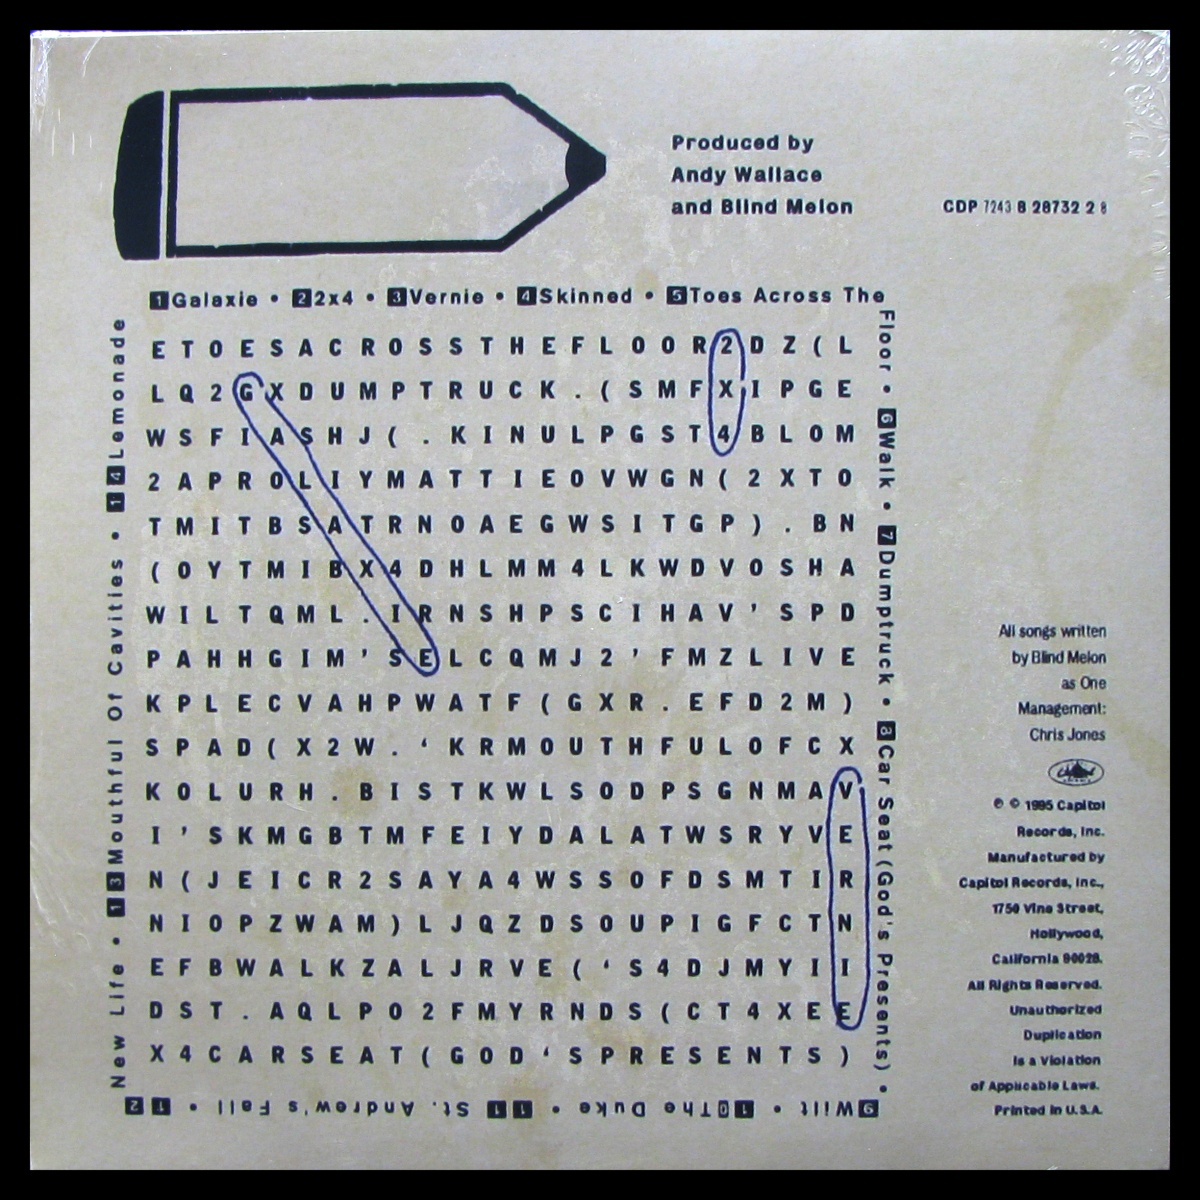 Produced by
Andy Wallace
and Blind Melon
CDP 7243 8 28732 2 8
1 Galaxie • 2 2x4 • 3 Vernie • 4 Skinned • 5 Toes Across The
Floor • 6 Walk • 7 Dumptruck • 8 Car Seat (God's Presents) •
9 Wilt • 10 The Duke • 11 St. Andrew's Fall • 12
New Life • 13 Mouthful Of Cavities • 14 Lemonade
E T O E S A C R O S S T H E F L O O R 2 D Z ( L
L Q 2 G X D U M P T R U C K . ( S M F X I P G E
W S F I A S H J ( . K I N U L P G S T 4 B L O M
2 A P R O L I Y M A T T I E O V W G N ( 2 X T O
T M I T B S A T R N O A E G W S I T G P ) . B N
( O Y T M I B X 4 D H L M M 4 L K W D V O S H A
W I L T Q M L . I R N S H P S C I H A V ' S P D
P A H H G I M ' S E L C Q M J 2 ' F M Z L I V E
K P L E C V A H P W A T F ( G X R . E F D 2 M )
S P A D ( X 2 W . ‘ K R M O U T H F U L O F C X
K O L U R H . B I S T K W L S O D P S G N M A V
I ' S K M G B T M F E I Y D A L A T W S R Y V E
N ( J E I C R 2 S A Y A 4 W S S O F D S M T I R
N I O P Z W A M ) L J Q Z D S O U P I G F C T N
E F B W A L K Z A L J R V E ( ‘ S 4 D J M Y I I
D S T . A Q L P O 2 F M Y R N D S ( C T 4 X E E
X 4 C A R S E A T ( G O D ‘ S P R E S E N T S )
All songs written
by Blind Melon
as One
Management:
Chris Jones
℗ © 1995 Capitol
Records, Inc.
Manufactured by
Capitol Records, Inc.,
1750 Vine Street,
Hollywood,
California 90028.
All Rights Reserved.
Unauthorized
Duplication
is a Violation
of Applicable Laws.
Printed in U.S.A.